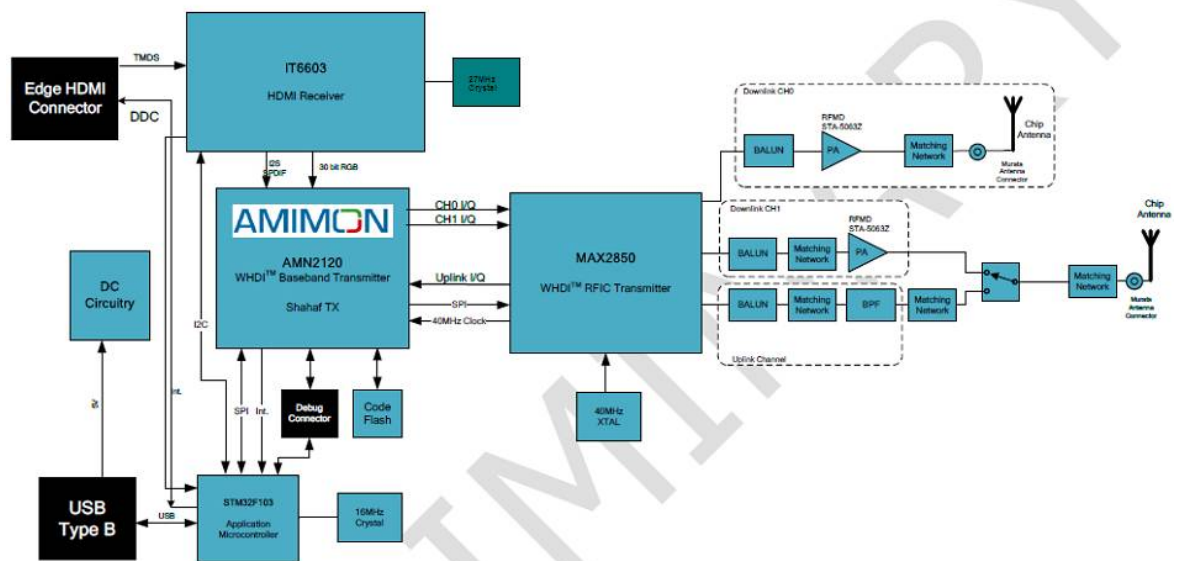 TMDS
Edge HDMI
Connector
DDC
IT6603
HDMI Receiver
27MHz
Crystal
I2S
SPDIF
30 bit RGB
AMIMON
AMN2120
WHDI™ Baseband Transmitter
Shahaf TX
CH0 I/Q
CH1 I/Q
Uplink I/Q
SPI
40MHz Clock
MAX2850
WHDI™ RFIC Transmitter
40MHz
XTAL
Downlink CH0
BALUN
RFMD
STA-5063Z
PA
Matching
Network
Chip
Antenna
Murata
Antenna
Connector
Downlink CH1
BALUN
Matching
Network
RFMD
STA-5063Z
PA
BALUN
Matching
Network
BPF
Matching
Network
Uplink Channel
Matching
Network
Chip
Antenna
Murata
Antenna
Connector
DC
Circuitry
5V
I2C
Int.
SPI
Int.
Debug
Connector
Code
Flash
USB
Type B
USB
STM32F103
Application
Microcontroller
16MHz
Crystal
IMINARY